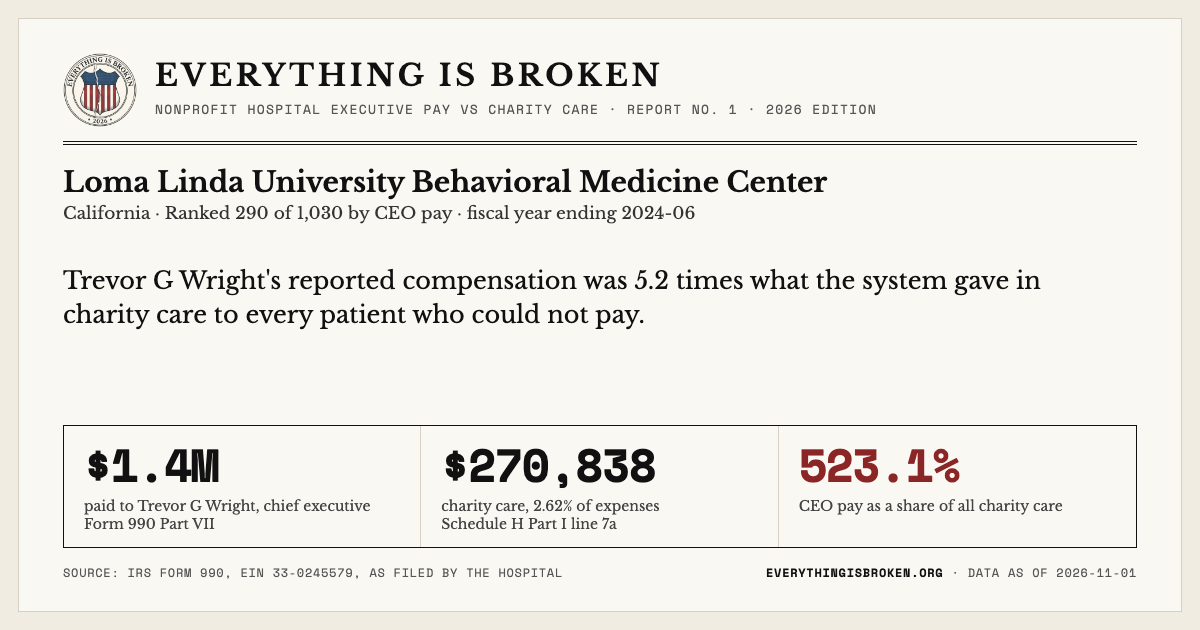 EVERYTHING IS BROKEN
· 2026 ·
EVERYTHING IS BROKEN
NONPROFIT HOSPITAL EXECUTIVE PAY VS CHARITY CARE · REPORT NO. 1 · 2026 EDITION
Loma Linda University Behavioral Medicine Center
California · Ranked 290 of 1,030 by CEO pay · fiscal year ending 2024-06
Trevor G Wright's reported compensation was 5.2 times what the system gave in
charity care to every patient who could not pay.
$1.4M
paid to Trevor G Wright, chief executive
Form 990 Part VII
$270,838
charity care, 2.62% of expenses
Schedule H Part I line 7a
523.1%
CEO pay as a share of all charity care
SOURCE: IRS FORM 990, EIN 33-0245579, AS FILED BY THE HOSPITAL
EVERYTHINGISBROKEN.ORG · DATA AS OF 2026-11-01